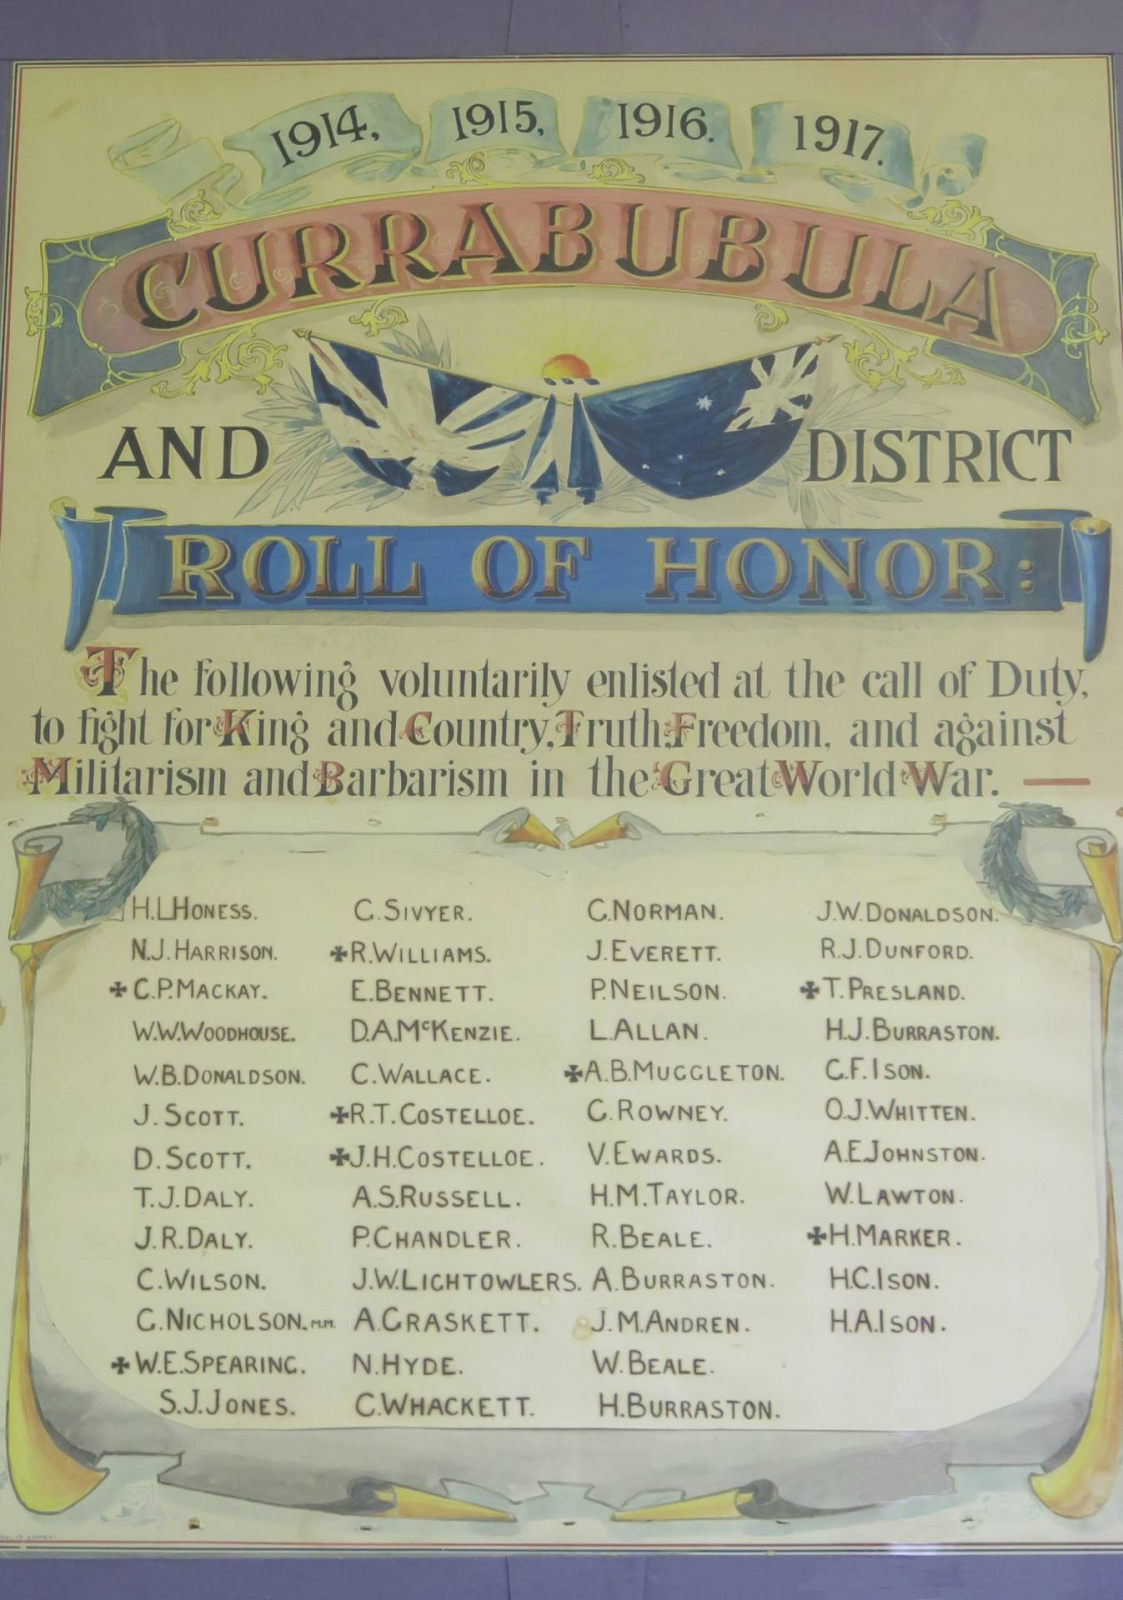 1914, 1915, 1916. 1917.
CURRABUBULA
AND DISTRICT
ROLL OF HONOR:
The following voluntarily enlisted at the call of Duty,
to fight for King and Country, Truth, Freedom, and against
Militarism and Barbarism in the Great World War. —
H.L.HONESS.
N.J.HARRISON.
✠ C.P.MACKAY.
W.W.WOODHOUSE.
W.B.DONALDSON.
J.SCOTT.
D.SCOTT.
T.J.DALY.
J.R.DALY.
C.WILSON.
G.NICHOLSON. M.M.
✠ W.E.SPEARING.
S.J.JONES.
G.SIVYER.
✠ R.WILLIAMS.
E.BENNETT.
D.A.McKENZIE.
C.WALLACE.
✠ R.T.COSTELLOE.
✠ J.H.COSTELLOE.
A.S.RUSSELL.
P.CHANDLER.
J.W.LIGHTOWLERS.
A.GRASKETT.
N.HYDE.
C.WHACKETT.
G.NORMAN.
J.EVERETT.
P.NEILSON.
L.ALLAN.
✠ A.B.MUGGLETON.
G.ROWNEY.
V.EWARDS.
H.M.TAYLOR.
R.BEALE.
A.BURRASTON.
J.M.ANDREN.
W.BEALE.
H.BURRASTON.
J.W.DONALDSON.
R.J.DUNFORD.
✠ T.PRESLAND.
H.J.BURRASTON.
C.F.ISON.
O.J.WHITTEN.
A.E.JOHNSTON.
W.LAWTON.
✠ H.MARKER.
H.C.ISON.
H.A.ISON.